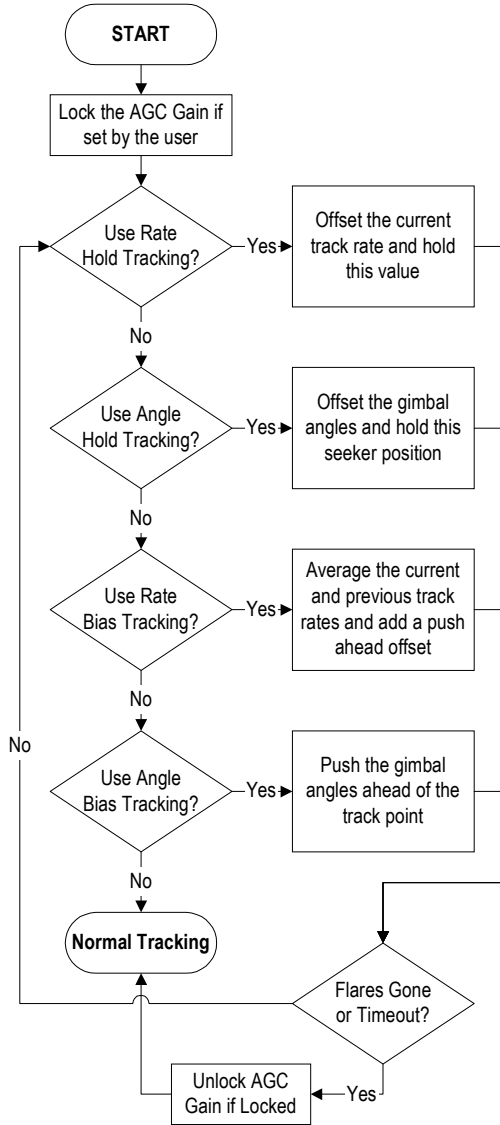 START
Lock the AGC Gain if
set by the user
Use Rate
Hold Tracking?
Yes
Offset the current
track rate and hold
this value
No
Use Angle
Hold Tracking?
Yes
Offset the gimbal
angles and hold this
seeker position
No
Use Rate
Bias Tracking?
Yes
Average the current
and previous track
rates and add a push
ahead offset
No
No
Use Angle
Bias Tracking?
Yes
Push the gimbal
angles ahead of the
track point
No
Normal Tracking
Flares Gone
or Timeout?
Yes
Unlock AGC
Gain if Locked